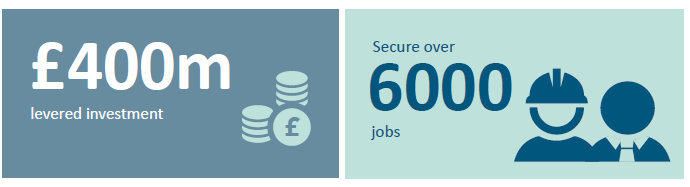 £400m
levered investment
£
Secure over
6000
jobs